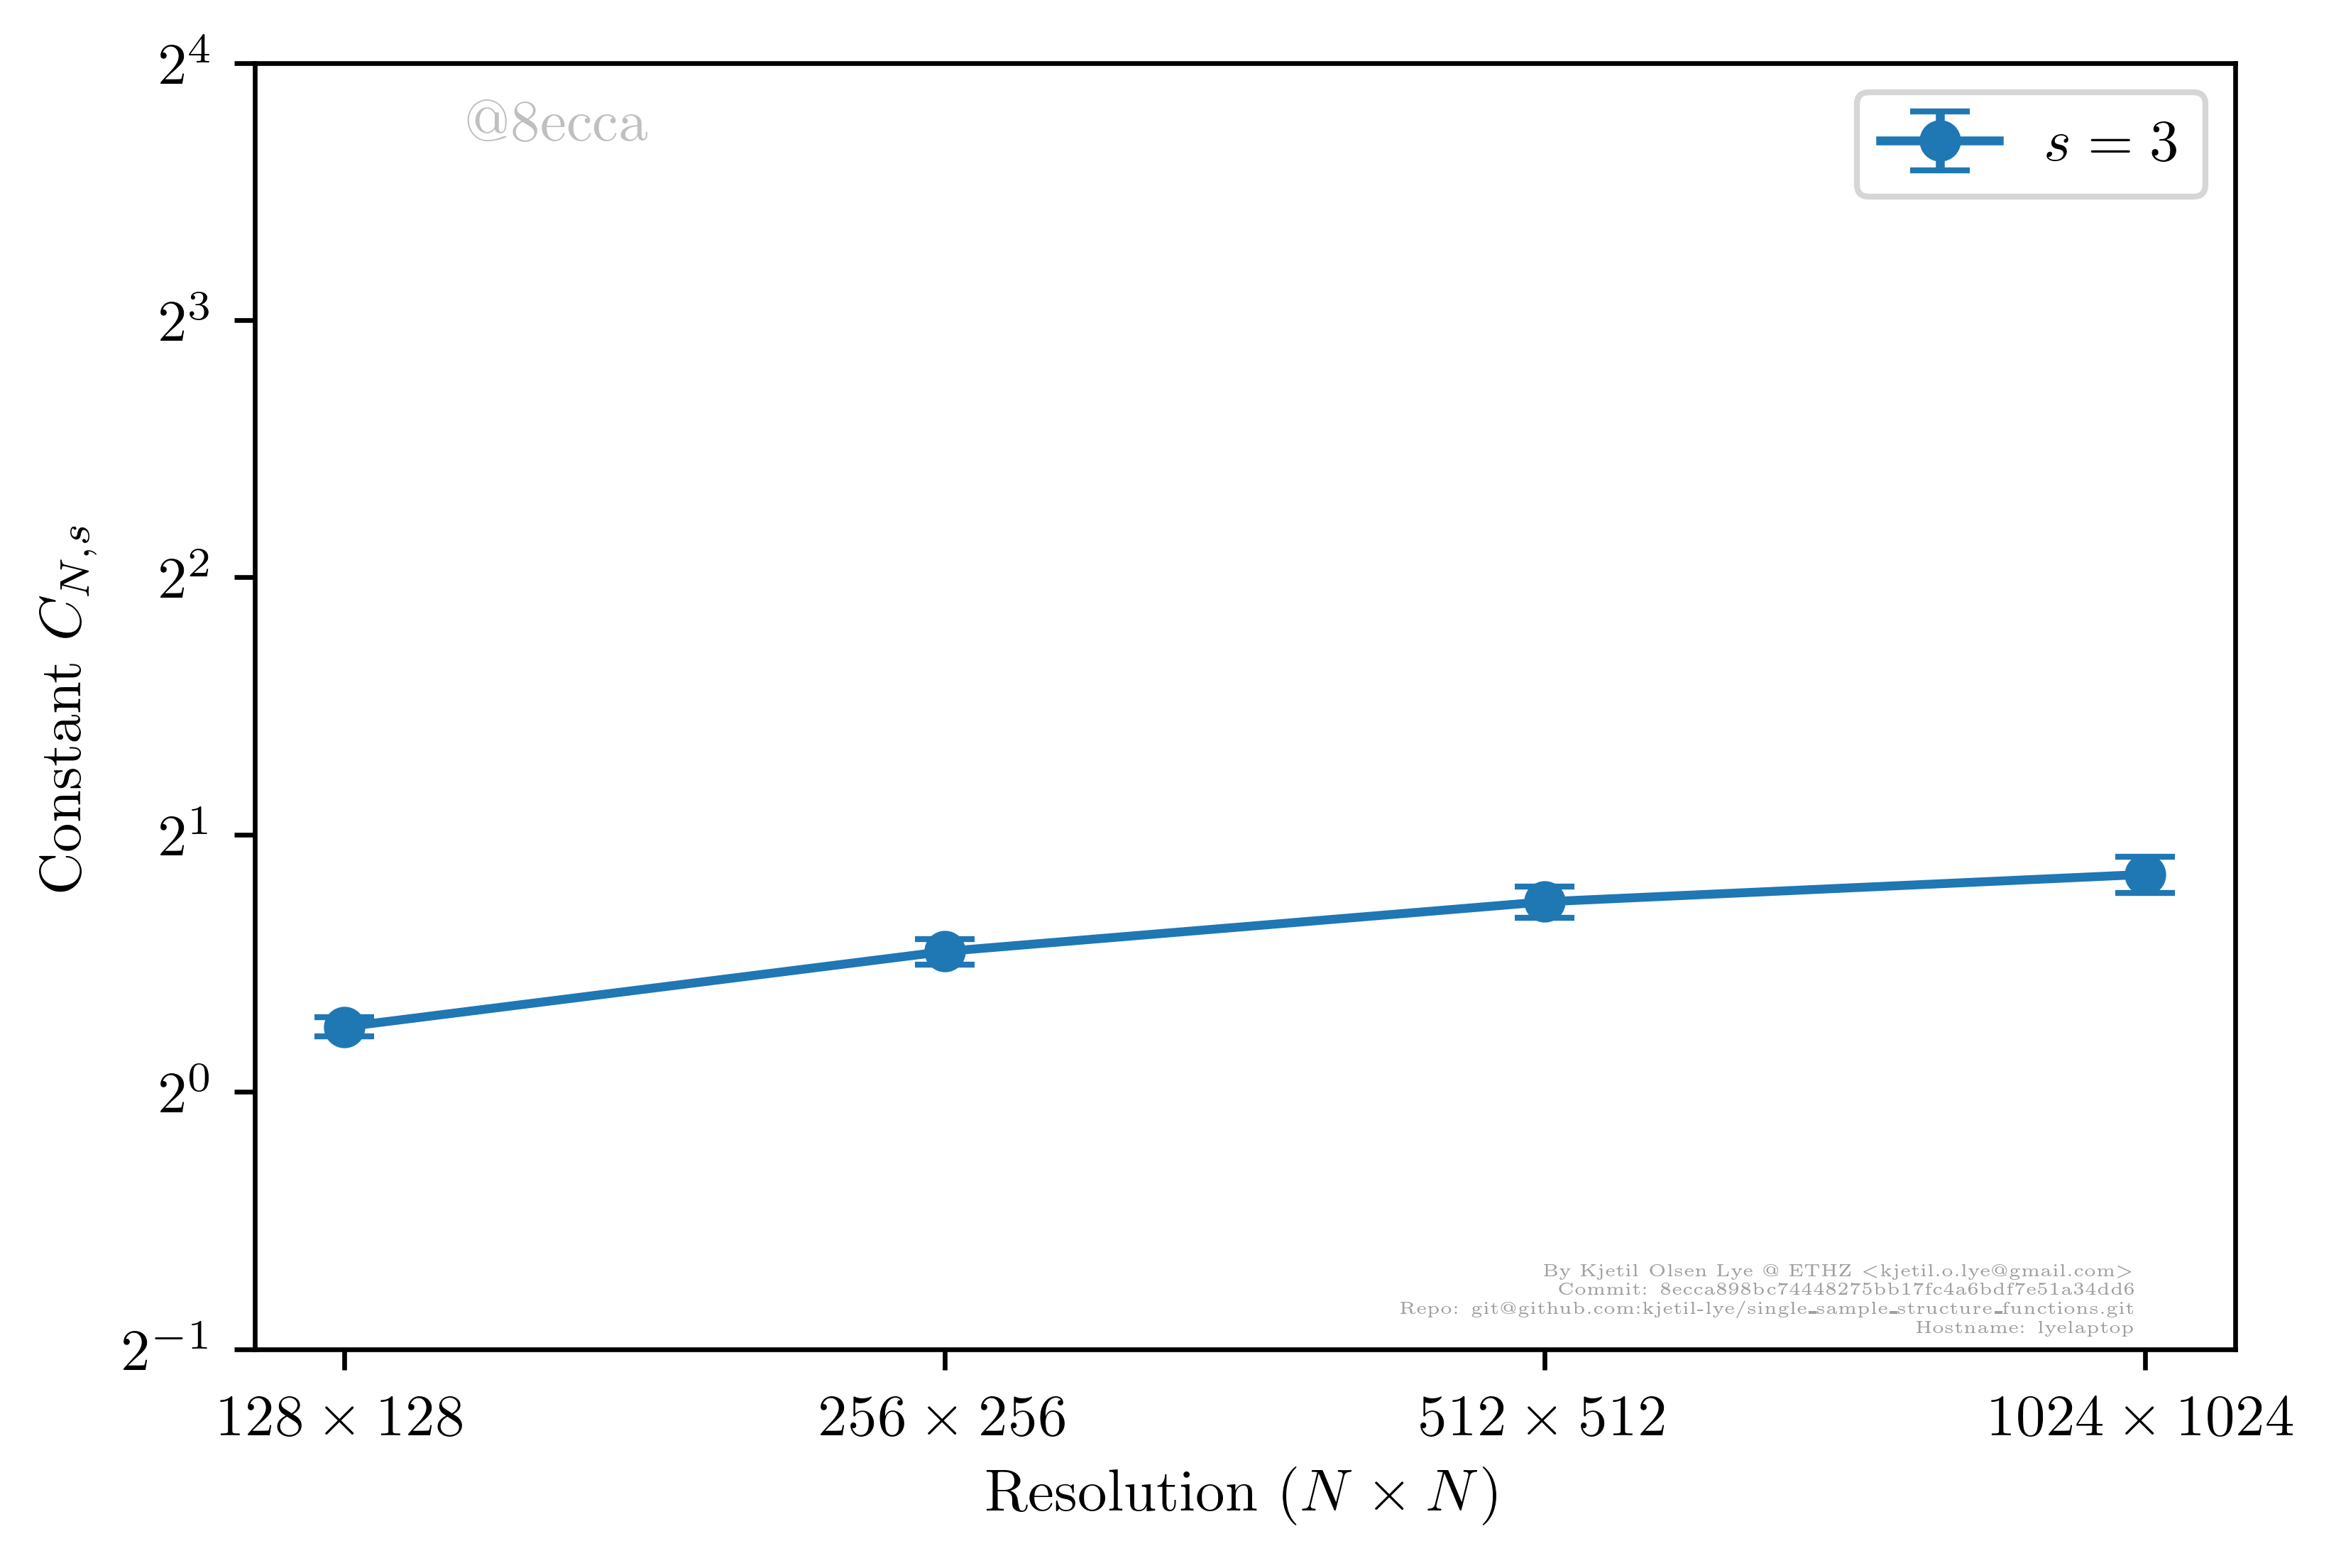 2^4
@8ecca
s = 3
2^3
2^2
2^1
2^0
2^{-1}
Constant C_{N,s}
By Kjetil Olsen Lye @ ETHZ <kjetil.o.lye@gmail.com>
Commit: 8ecca898bc74448275bb17fc4a6bdf7e51a34dd6
Repo: git@github.com:kjetil-lye/single_sample_structure_functions.git
Hostname: lyelaptop
128 × 128
256 × 256
512 × 512
1024 × 1024
Resolution (N × N)